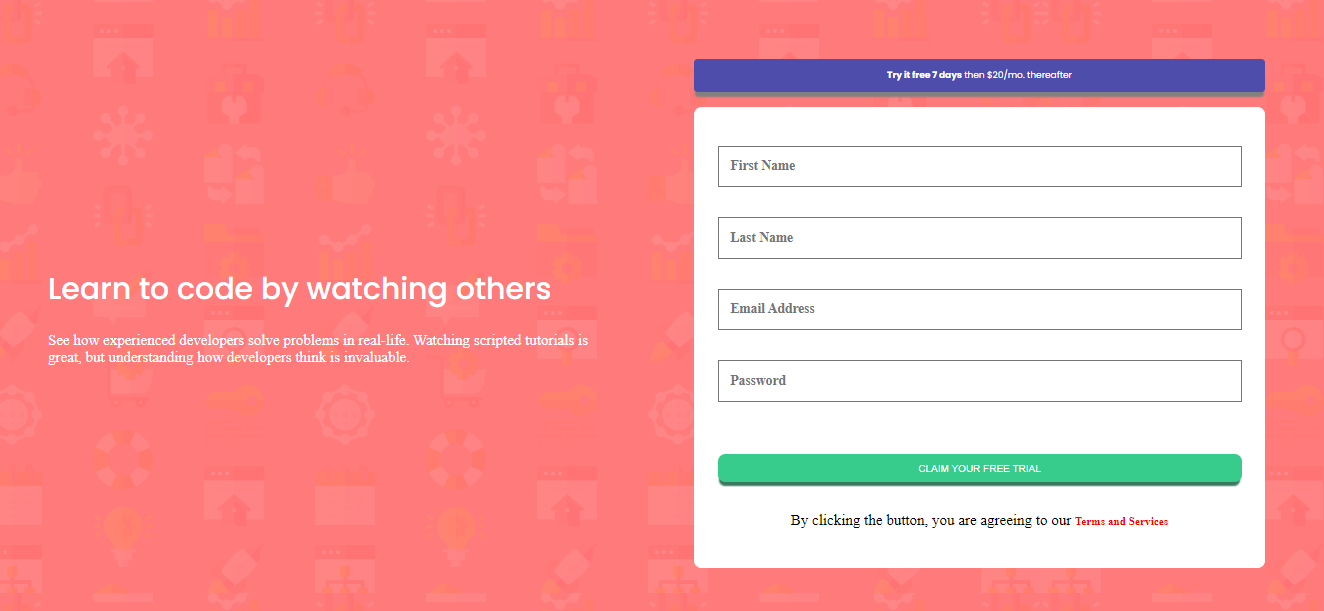 Try it free 7 days then $20/mo. thereafter
First Name
Last Name
Learn to code by watching others
Email Address
See how experienced developers solve problems in real-life. Watching scripted tutorials is
great, but understanding how developers think is invaluable.
Password
CLAIM YOUR FREE TRIAL
By clicking the button, you are agreeing to our Terms and Services